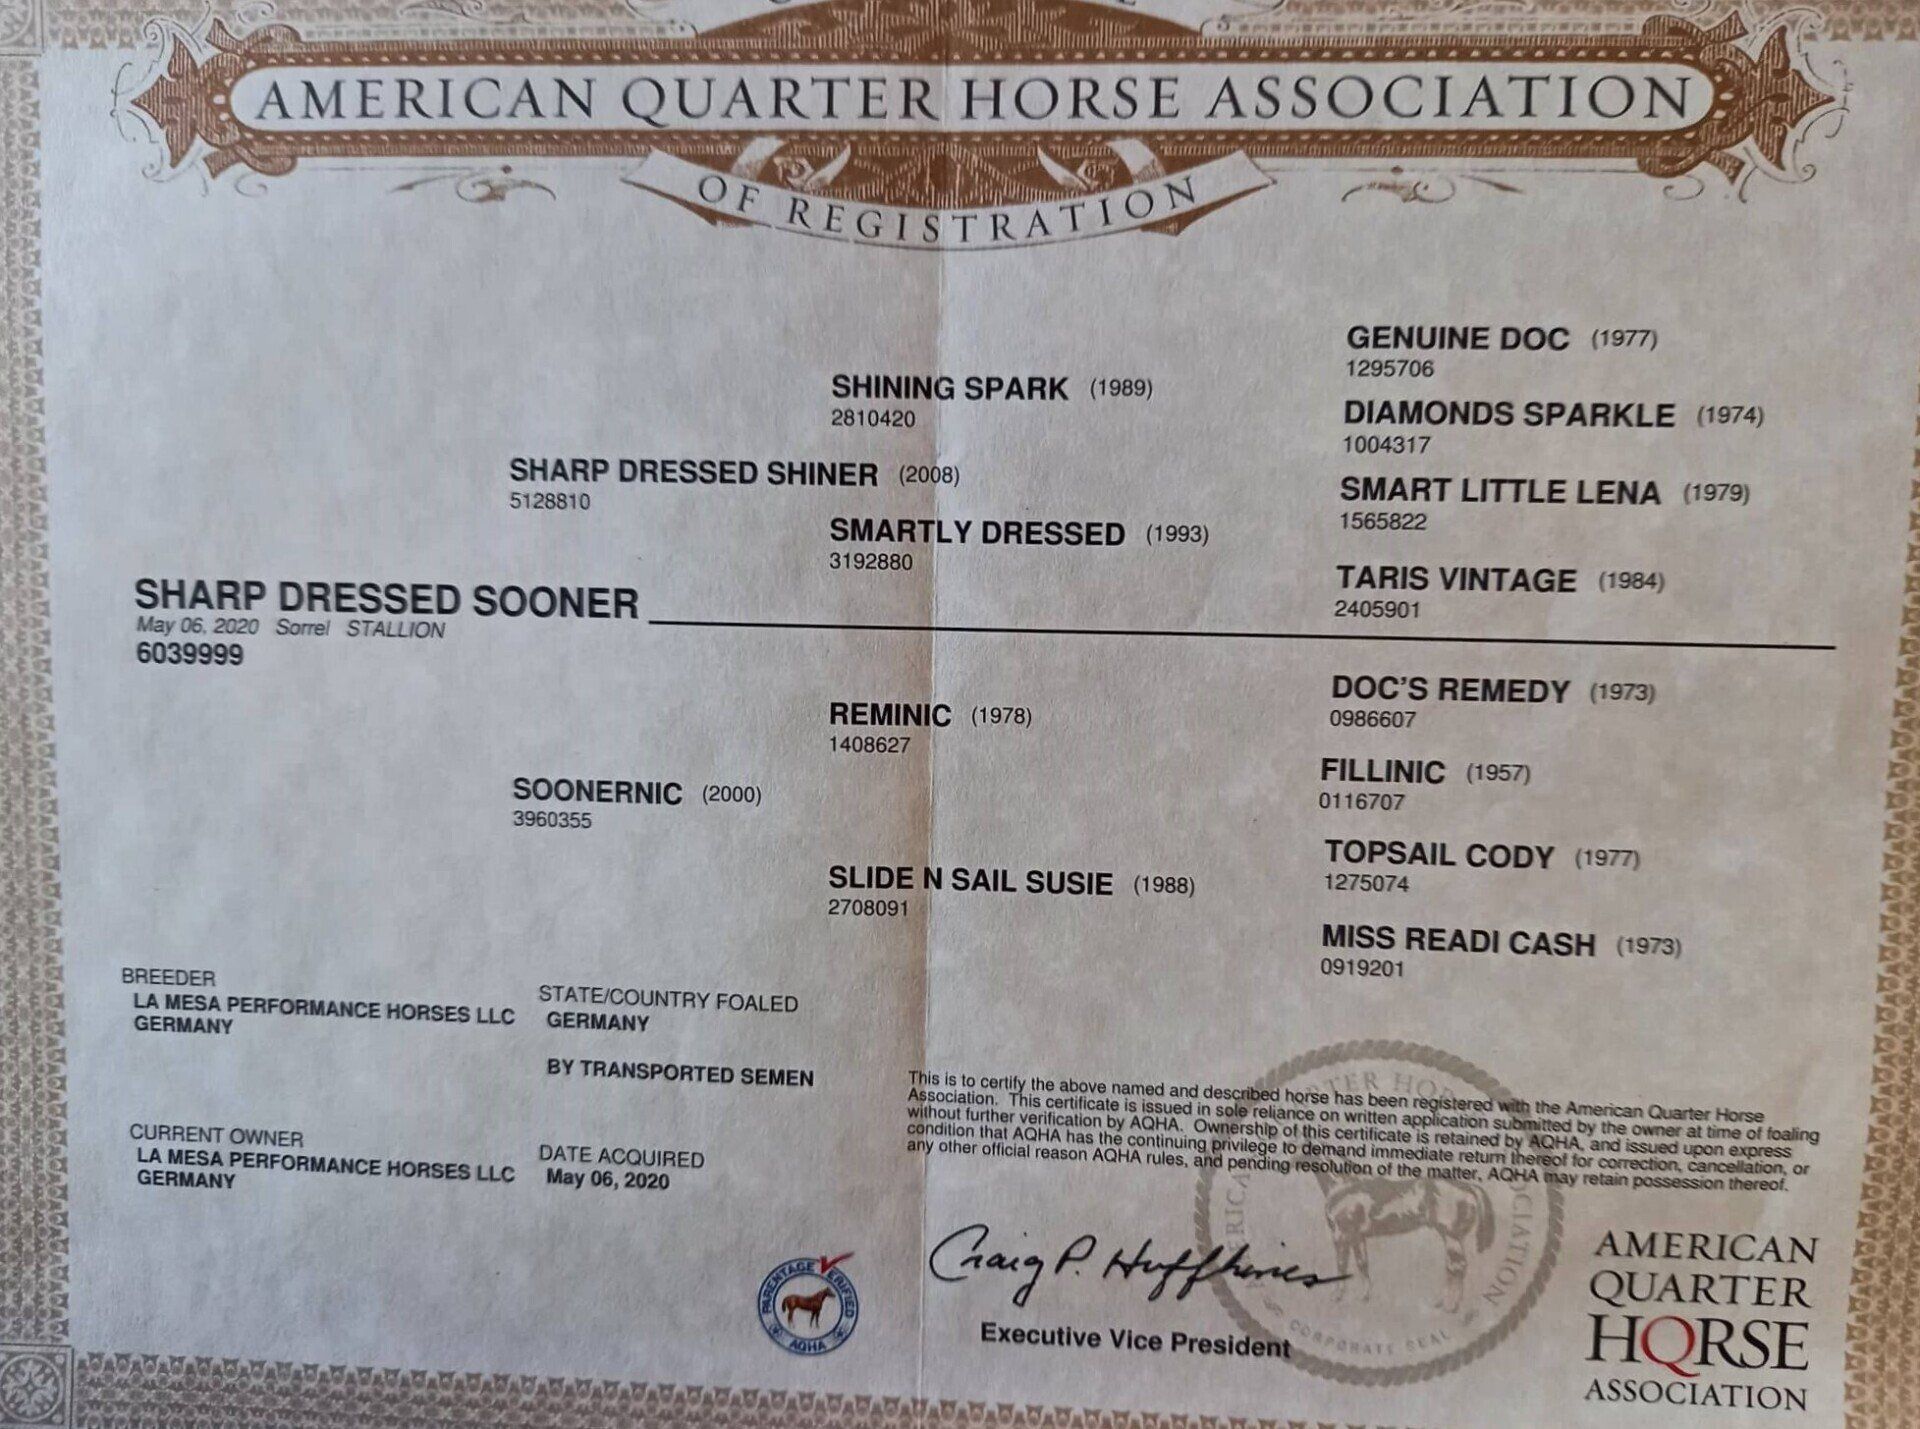 AMERICAN QUARTER HORSE ASSOCIATION
OF REGISTRATION
GENUINE DOC (1977)
1295706
SHINING SPARK (1989)
2810420
DIAMONDS SPARKLE (1974)
1004317
SHARP DRESSED SHINER (2008)
5128810
SMART LITTLE LENA (1979)
1565822
SMARTLY DRESSED (1993)
3192880
TARIS VINTAGE (1984)
2405901
SHARP DRESSED SOONER
May 06, 2020 Sorrel STALLION
6039999
DOC'S REMEDY (1973)
0986607
REMINIC (1978)
1408627
FILLINIC (1957)
0116707
SOONERNIC (2000)
3960355
TOPSAIL CODY (1977)
1275074
SLIDE N SAIL SUSIE (1988)
2708091
MISS READI CASH (1973)
0919201
BREEDER
LA MESA PERFORMANCE HORSES LLC
GERMANY
STATE/COUNTRY FOALED
GERMANY
BY TRANSPORTED SEMEN
CURRENT OWNER
LA MESA PERFORMANCE HORSES LLC
GERMANY
DATE ACQUIRED
May 06, 2020
This is to certify the above named and described horse has been registered with the American Quarter Horse
Association. This certificate is issued in sole reliance on written application submitted by the owner at time of foaling
without further verification by AQHA. Ownership of this certificate is retained by AQHA, and issued upon express
condition that AQHA has the continuing privilege to demand immediate return thereof for correction, cancellation, or
any other official reason AQHA rules, and pending resolution of the matter, AQHA may retain possession thereof.
PARENTAGE VERIFIED
AQHA
Craig P. Huffhines
Executive Vice President
CORPORATE SEAL
AMERICAN
QUARTER
HORSE
ASSOCIATION